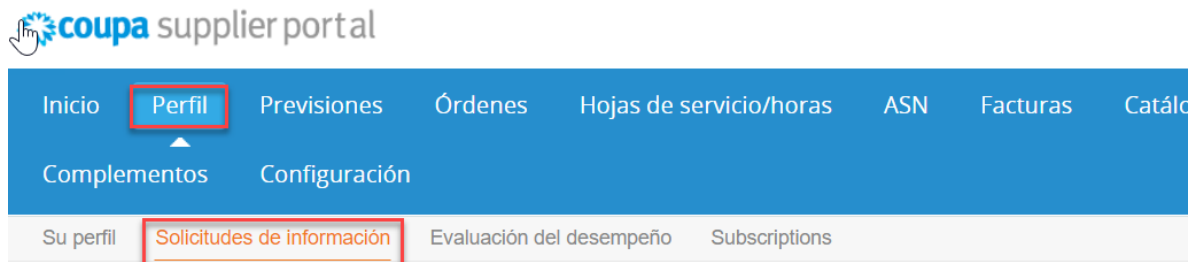 coupa supplier portal
Inicio Perfil Previsiones Órdenes Hojas de servicio/horas ASN Facturas Catálo
Complementos Configuración
Su perfil Solicitudes de información Evaluación del desempeño Subscriptions